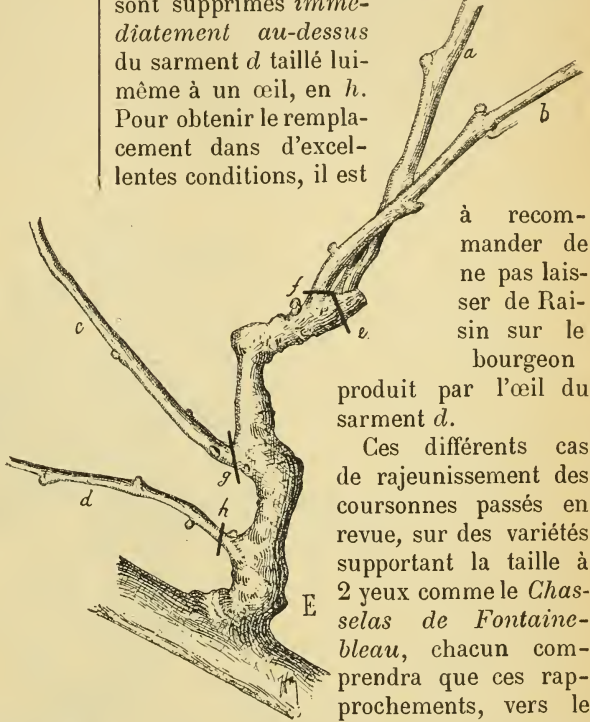 sont supprimés immé-
diatement au-dessus
du sarment d taillé lui-
même à un œil, en h.
Pour obtenir le rempla-
cement dans d'excel-
lentes conditions, il est
à recom-
mander de
ne pas lais-
ser de Rai-
sin sur le
bourgeon
produit par l'œil du
sarment d.
Ces différents cas
de rajeunissement des
coursonnes passés en
revue, sur des variétés
supportant la taille à
2 yeux comme le Chas-
selas de Fontaine-
bleau, chacun com-
prendra que ces rap-
prochements, vers le
a
b
f
e
c
g
d
h
E